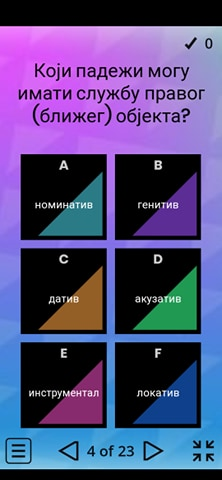 ✓ 0
Који падежи могу
имати службу правог
(ближег) објекта?
A
B
номинатив
генитив
C
D
датив
акузатив
E
F
инструментал
локатив
4 of 23